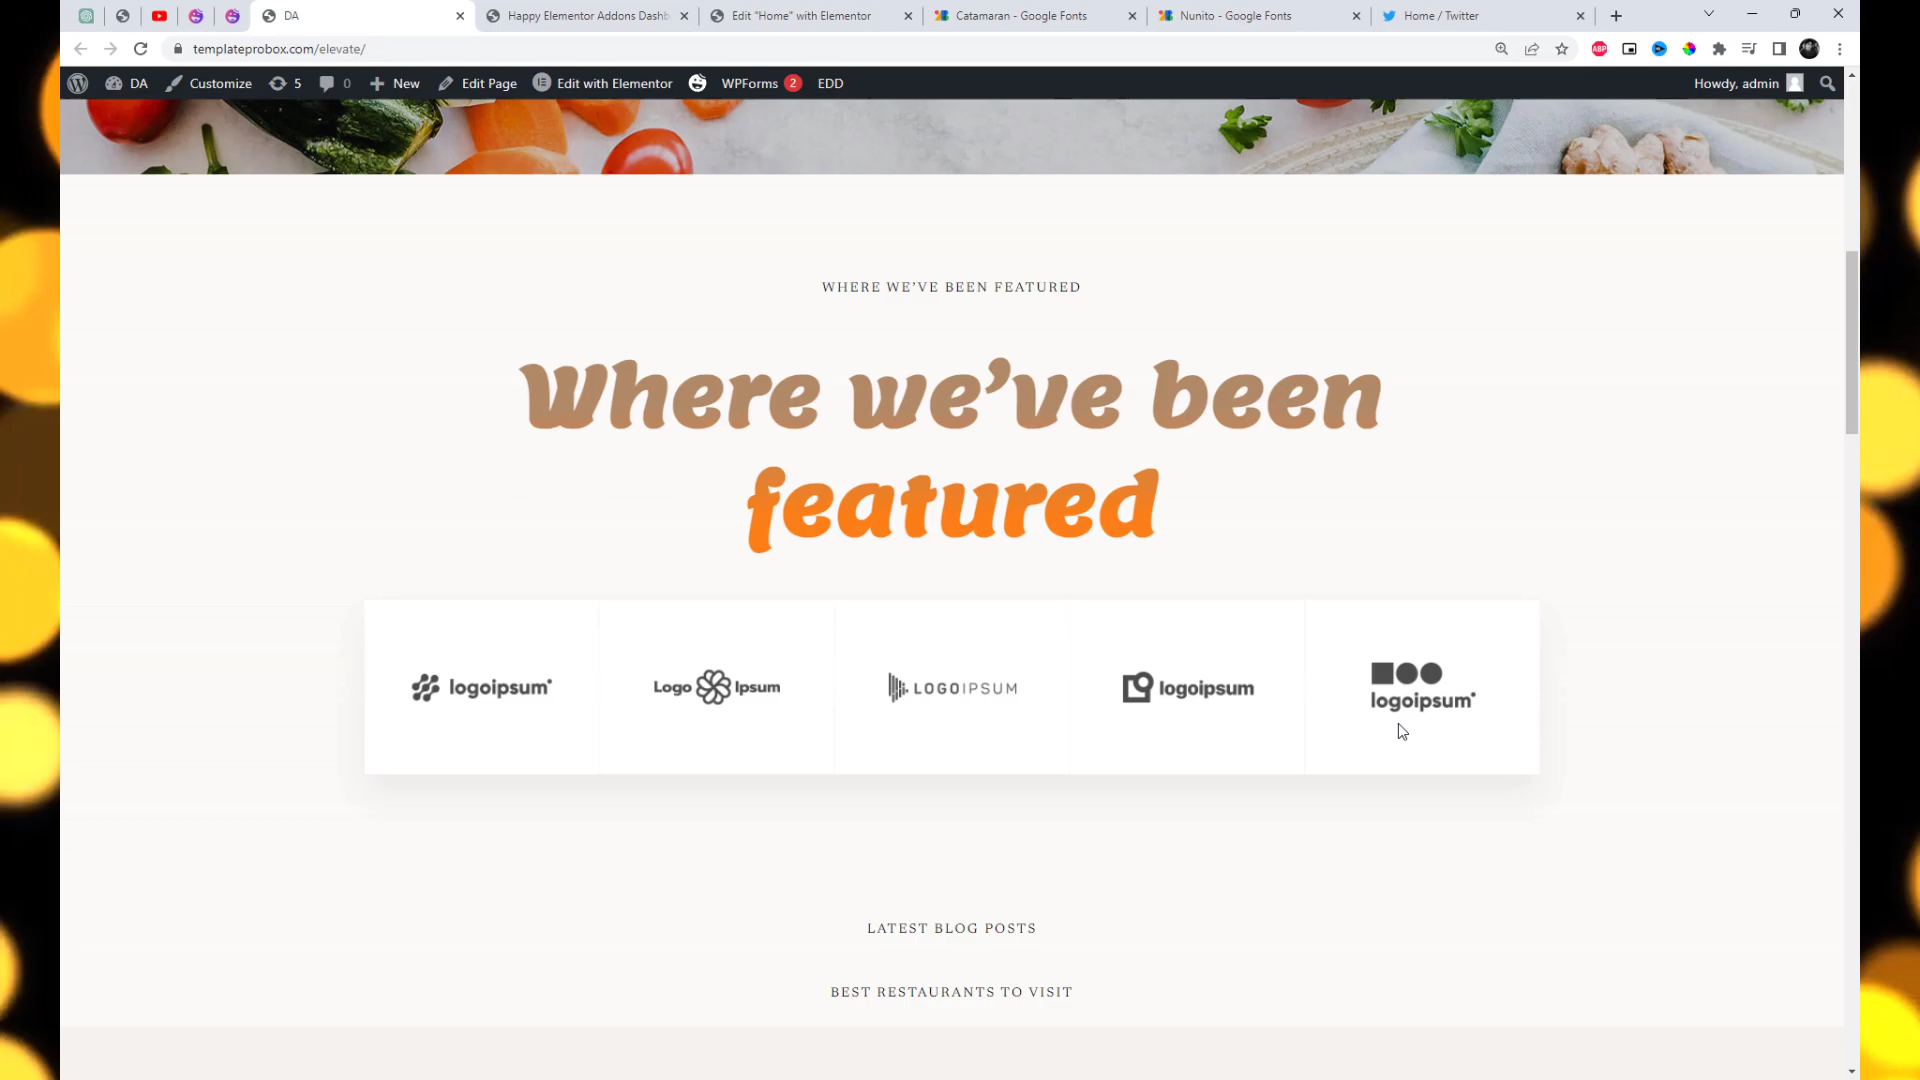 DA
Happy Elementor Addons Dashb
Edit "Home" with Elementor
Catamaran - Google Fonts
Nunito - Google Fonts
Home / Twitter
templateprobox.com/elevate/
ABP
DA
Customize
5
0
New
Edit Page
Edit with Elementor
WPForms 2
EDD
Howdy, admin
WHERE WE'VE BEEN FEATURED
Where we've been
featured
logoipsum
Logo Ipsum
LOGOIPSUM
logoipsum
logoipsum
LATEST BLOG POSTS
BEST RESTAURANTS TO VISIT